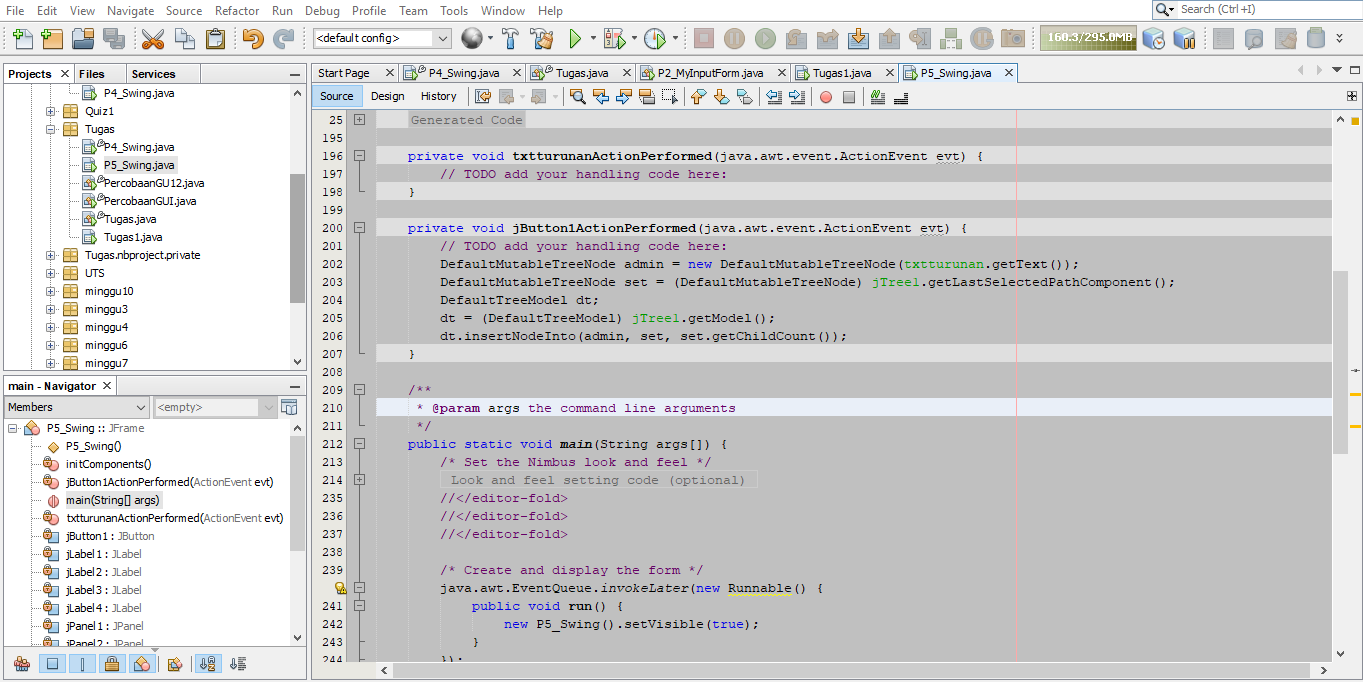 File Edit View Navigate Source Refactor Run Debug Profile Team Tools Window Help
Search (Ctrl+I)
<default config>
160.3/295.0MB
Projects Files Services
P4_Swing.java
Quiz1
Tugas
P4_Swing.java
P5_Swing.java
PercobaanGU12.java
PercobaanGUI.java
Tugas.java
Tugas1.java
Tugas.nbproject.private
UTS
minggu10
minggu3
minggu4
minggu6
minggu7
main - Navigator
Members
<empty>
P5_Swing :: JFrame
P5_Swing()
initComponents()
jButton1ActionPerformed(ActionEvent evt)
main(String[] args)
txtturunanActionPerformed(ActionEvent evt)
jButton1 : JButton
jLabel1 : JLabel
jLabel2 : JLabel
jLabel3 : JLabel
jLabel4 : JLabel
jPanel1 : JPanel
jPanel2 : JPanel
Start Page P4_Swing.java Tugas.java P2_MyInputForm.java Tugas1.java P5_Swing.java
Source Design History
25 Generated Code
195
196 private void txtturunanActionPerformed(java.awt.event.ActionEvent evt) {
197 // TODO add your handling code here:
198 }
199
200 private void jButton1ActionPerformed(java.awt.event.ActionEvent evt) {
201 // TODO add your handling code here:
202 DefaultMutableTreeNode admin = new DefaultMutableTreeNode(txtturunan.getText());
203 DefaultMutableTreeNode set = (DefaultMutableTreeNode) jTree1.getLastSelectedPathComponent();
204 DefaultTreeModel dt;
205 dt = (DefaultTreeModel) jTree1.getModel();
206 dt.insertNodeInto(admin, set, set.getChildCount());
207 }
208
209 /**
210 * @param args the command line arguments
211 */
212 public static void main(String args[]) {
213 /* Set the Nimbus look and feel */
214 Look and feel setting code (optional)
235 //</editor-fold>
236 //</editor-fold>
237 //</editor-fold>
238
239 /* Create and display the form */
java.awt.EventQueue.invokeLater(new Runnable() {
241 public void run() {
242 new P5_Swing().setVisible(true);
243 }
244 });